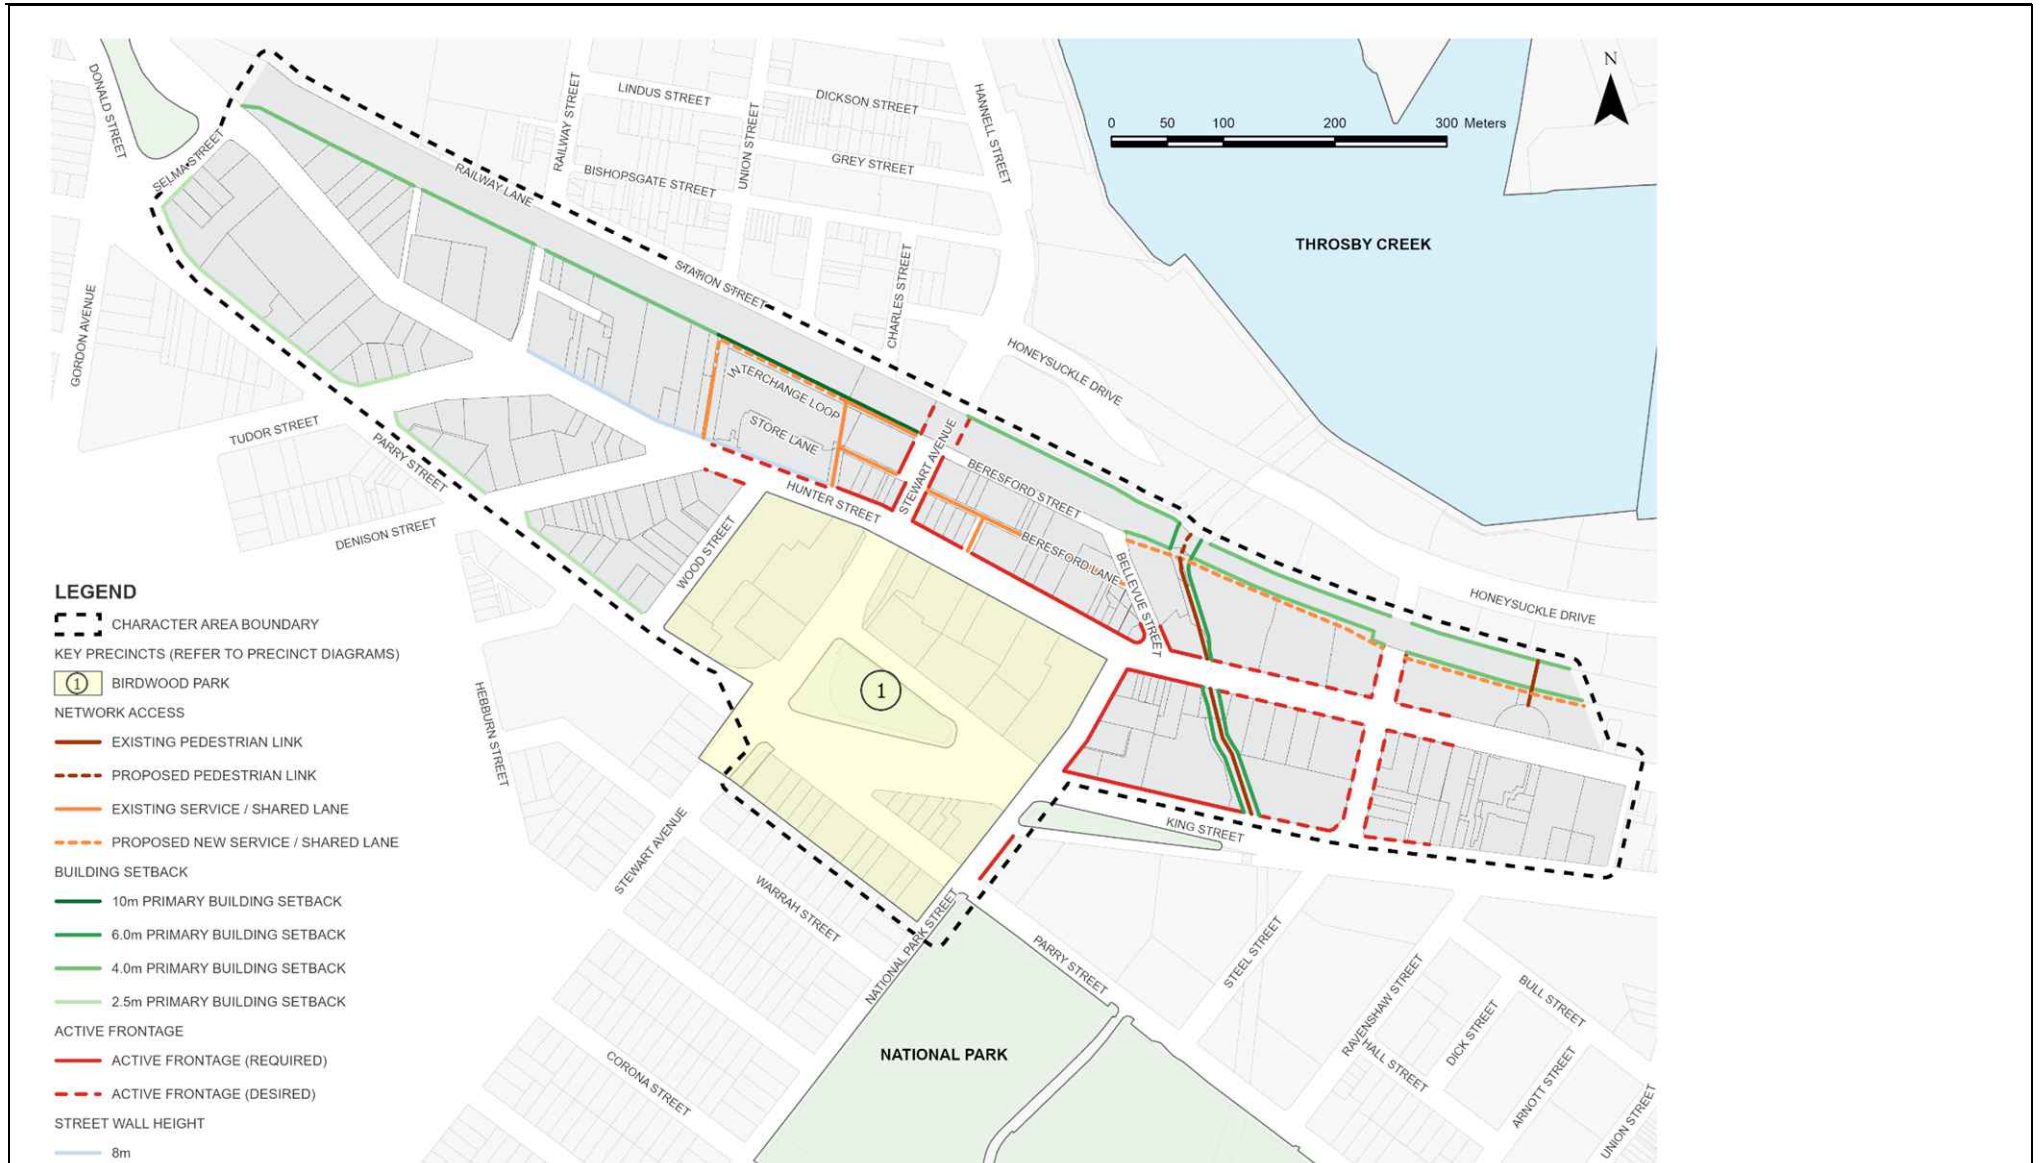 DONALD STREET
SELMA STREET
LINDUS STREET
RAILWAY STREET
UNION STREET
DICKSON STREET
HANNELL STREET
GREY STREET
BISHOPSGATE STREET
RAILWAY LANE
STATION STREET
CHARLES STREET
HONEYSUCKLE DRIVE
N
0 50 100 200 300 Meters
THROSBY CREEK
GORDON AVENUE
TUDOR STREET
PARRY STREET
DENISON STREET
INTERCHANGE LOOP
STORE LANE
HUNTER STREET
STEWART AVENUE
BERESFORD STREET
BERESFORD LANE
BELLEVUE STREET
WOOD STREET
HONEYSUCKLE DRIVE
1
KING STREET
HEBBURN STREET
STEWART AVENUE
WARRAH STREET
NATIONAL PARK STREET
PARRY STREET
STEEL STREET
RAVENSHAW STREET
BULL STREET
DICK STREET
HALL STREET
ARNOTT STREET
UNION STREET
CORONA STREET
NATIONAL PARK
LEGEND
CHARACTER AREA BOUNDARY
KEY PRECINCTS (REFER TO PRECINCT DIAGRAMS)
1 BIRDWOOD PARK
NETWORK ACCESS
EXISTING PEDESTRIAN LINK
PROPOSED PEDESTRIAN LINK
EXISTING SERVICE / SHARED LANE
PROPOSED NEW SERVICE / SHARED LANE
BUILDING SETBACK
10m PRIMARY BUILDING SETBACK
6.0m PRIMARY BUILDING SETBACK
4.0m PRIMARY BUILDING SETBACK
2.5m PRIMARY BUILDING SETBACK
ACTIVE FRONTAGE
ACTIVE FRONTAGE (REQUIRED)
ACTIVE FRONTAGE (DESIRED)
STREET WALL HEIGHT
8m